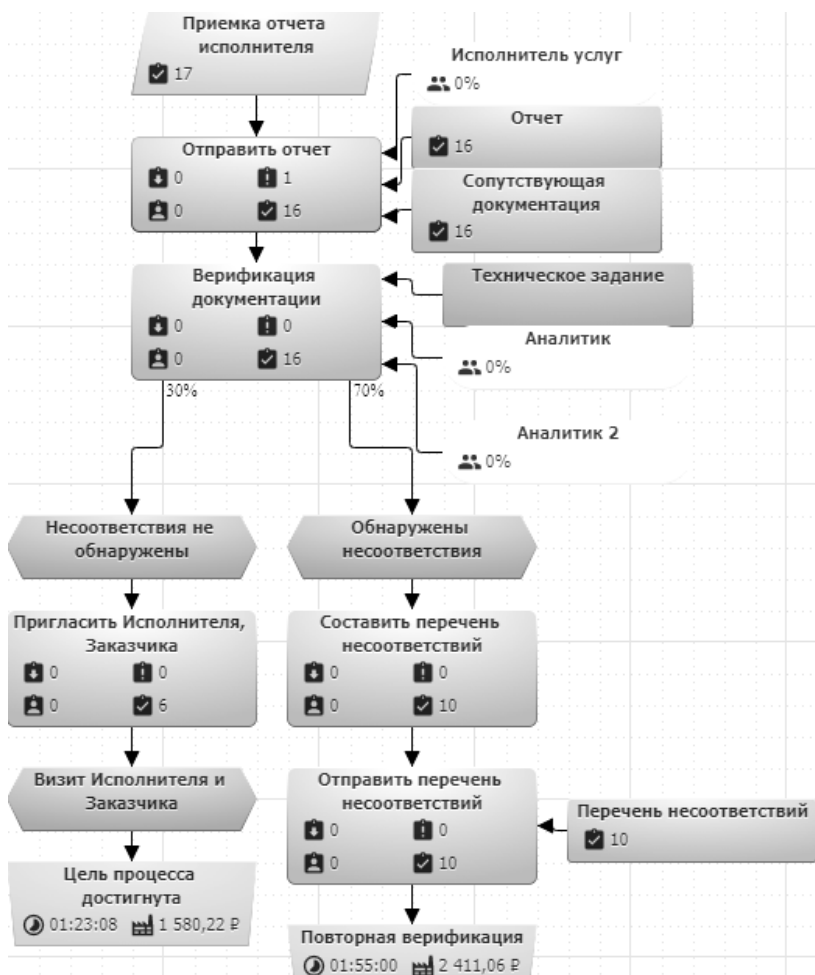 Приемка отчета
исполнителя
17
Исполнитель услуг
0%
Отчет
16
Отправить отчет
0 1
0 16
Сопутствующая
документация
16
Верификация
документации
0 0
0 16
Техническое задание
Аналитик
0%
30% 70%
Аналитик 2
0%
Несоответствия не
обнаружены
Обнаружены
несоответствия
Пригласить Исполнителя,
Заказчика
0 0
0 6
Составить перечень
несоответствий
0 0
0 10
Визит Исполнителя и
Заказчика
Отправить перечень
несоответствий
0 0
0 10
Перечень несоответствий
10
Цель процесса
достигнута
01:23:08 1 580,22 ₽
Повторная верификация
01:55:00 2 411,06 ₽